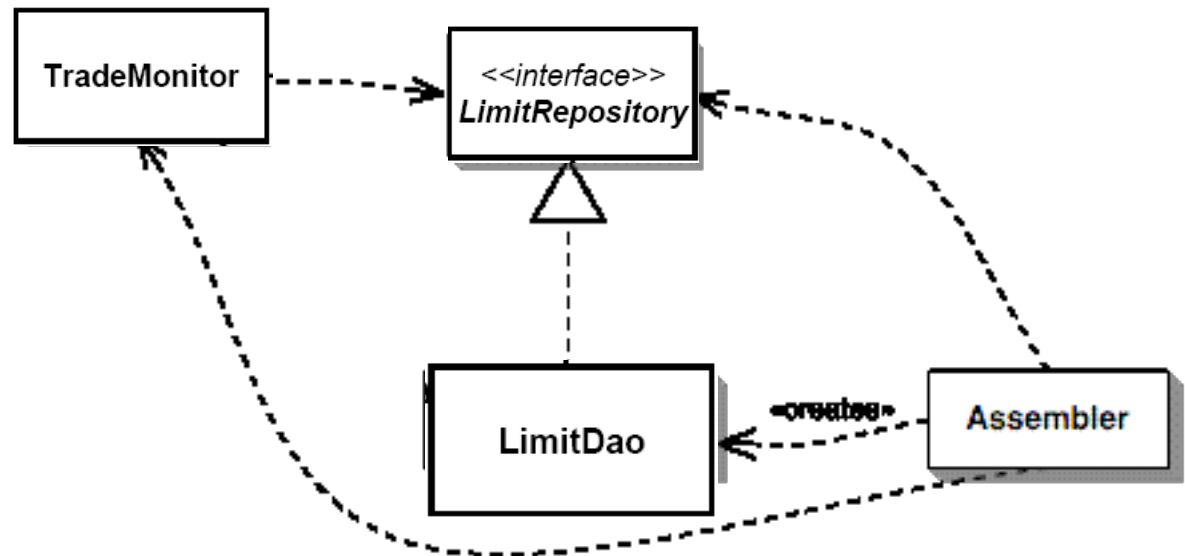 TradeMonitor
<<interface>>
LimitRepository
LimitDao
«creates»
Assembler